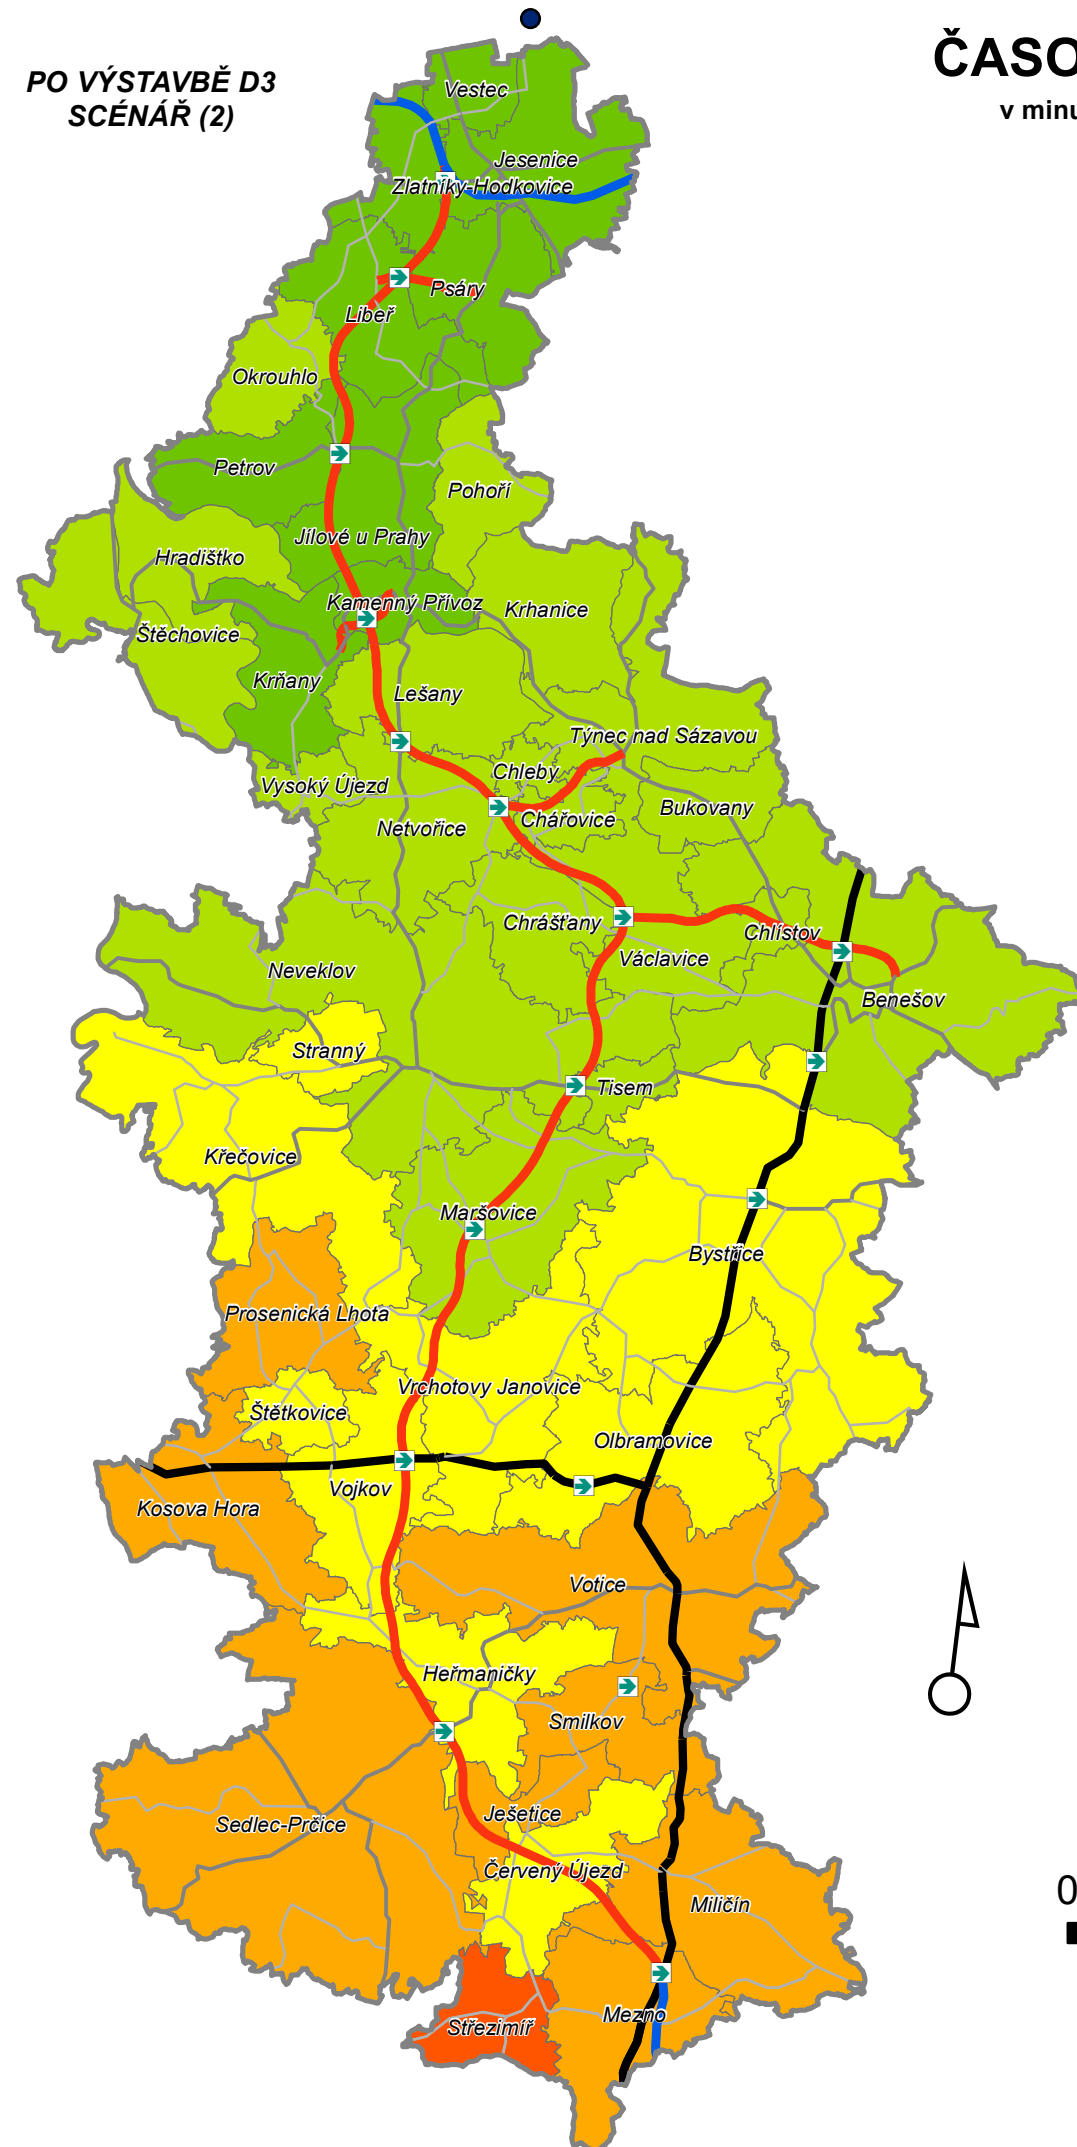 PO VÝSTAVBĚ D3
SCÉNÁŘ (2)
ČASO
v minu
Vestec
Jesenice
Zlatníky-Hodkovice
Psáry
Libeř
Okrouhlo
Petrov
Pohoří
Jílové u Prahy
Hradištko
Kamenný Přívoz
Krhanice
Štěchovice
Krňany
Lešany
Týnec nad Sázavou
Chleby
Vysoký Újezd
Bukovany
Chářovice
Netvořice
Chrášťany
Chlístov
Václavice
Neveklov
Benešov
Stranný
Tisem
Křečovice
Maršovice
Bystřice
Prosenická Lhota
Vrchotovy Janovice
Štětkovice
Olbramovice
Vojkov
Kosova Hora
Votice
Heřmaničky
Smilkov
Ješetice
Sedlec-Prčice
Červený Újezd
0
Miličín
Mezno
Střezimíř